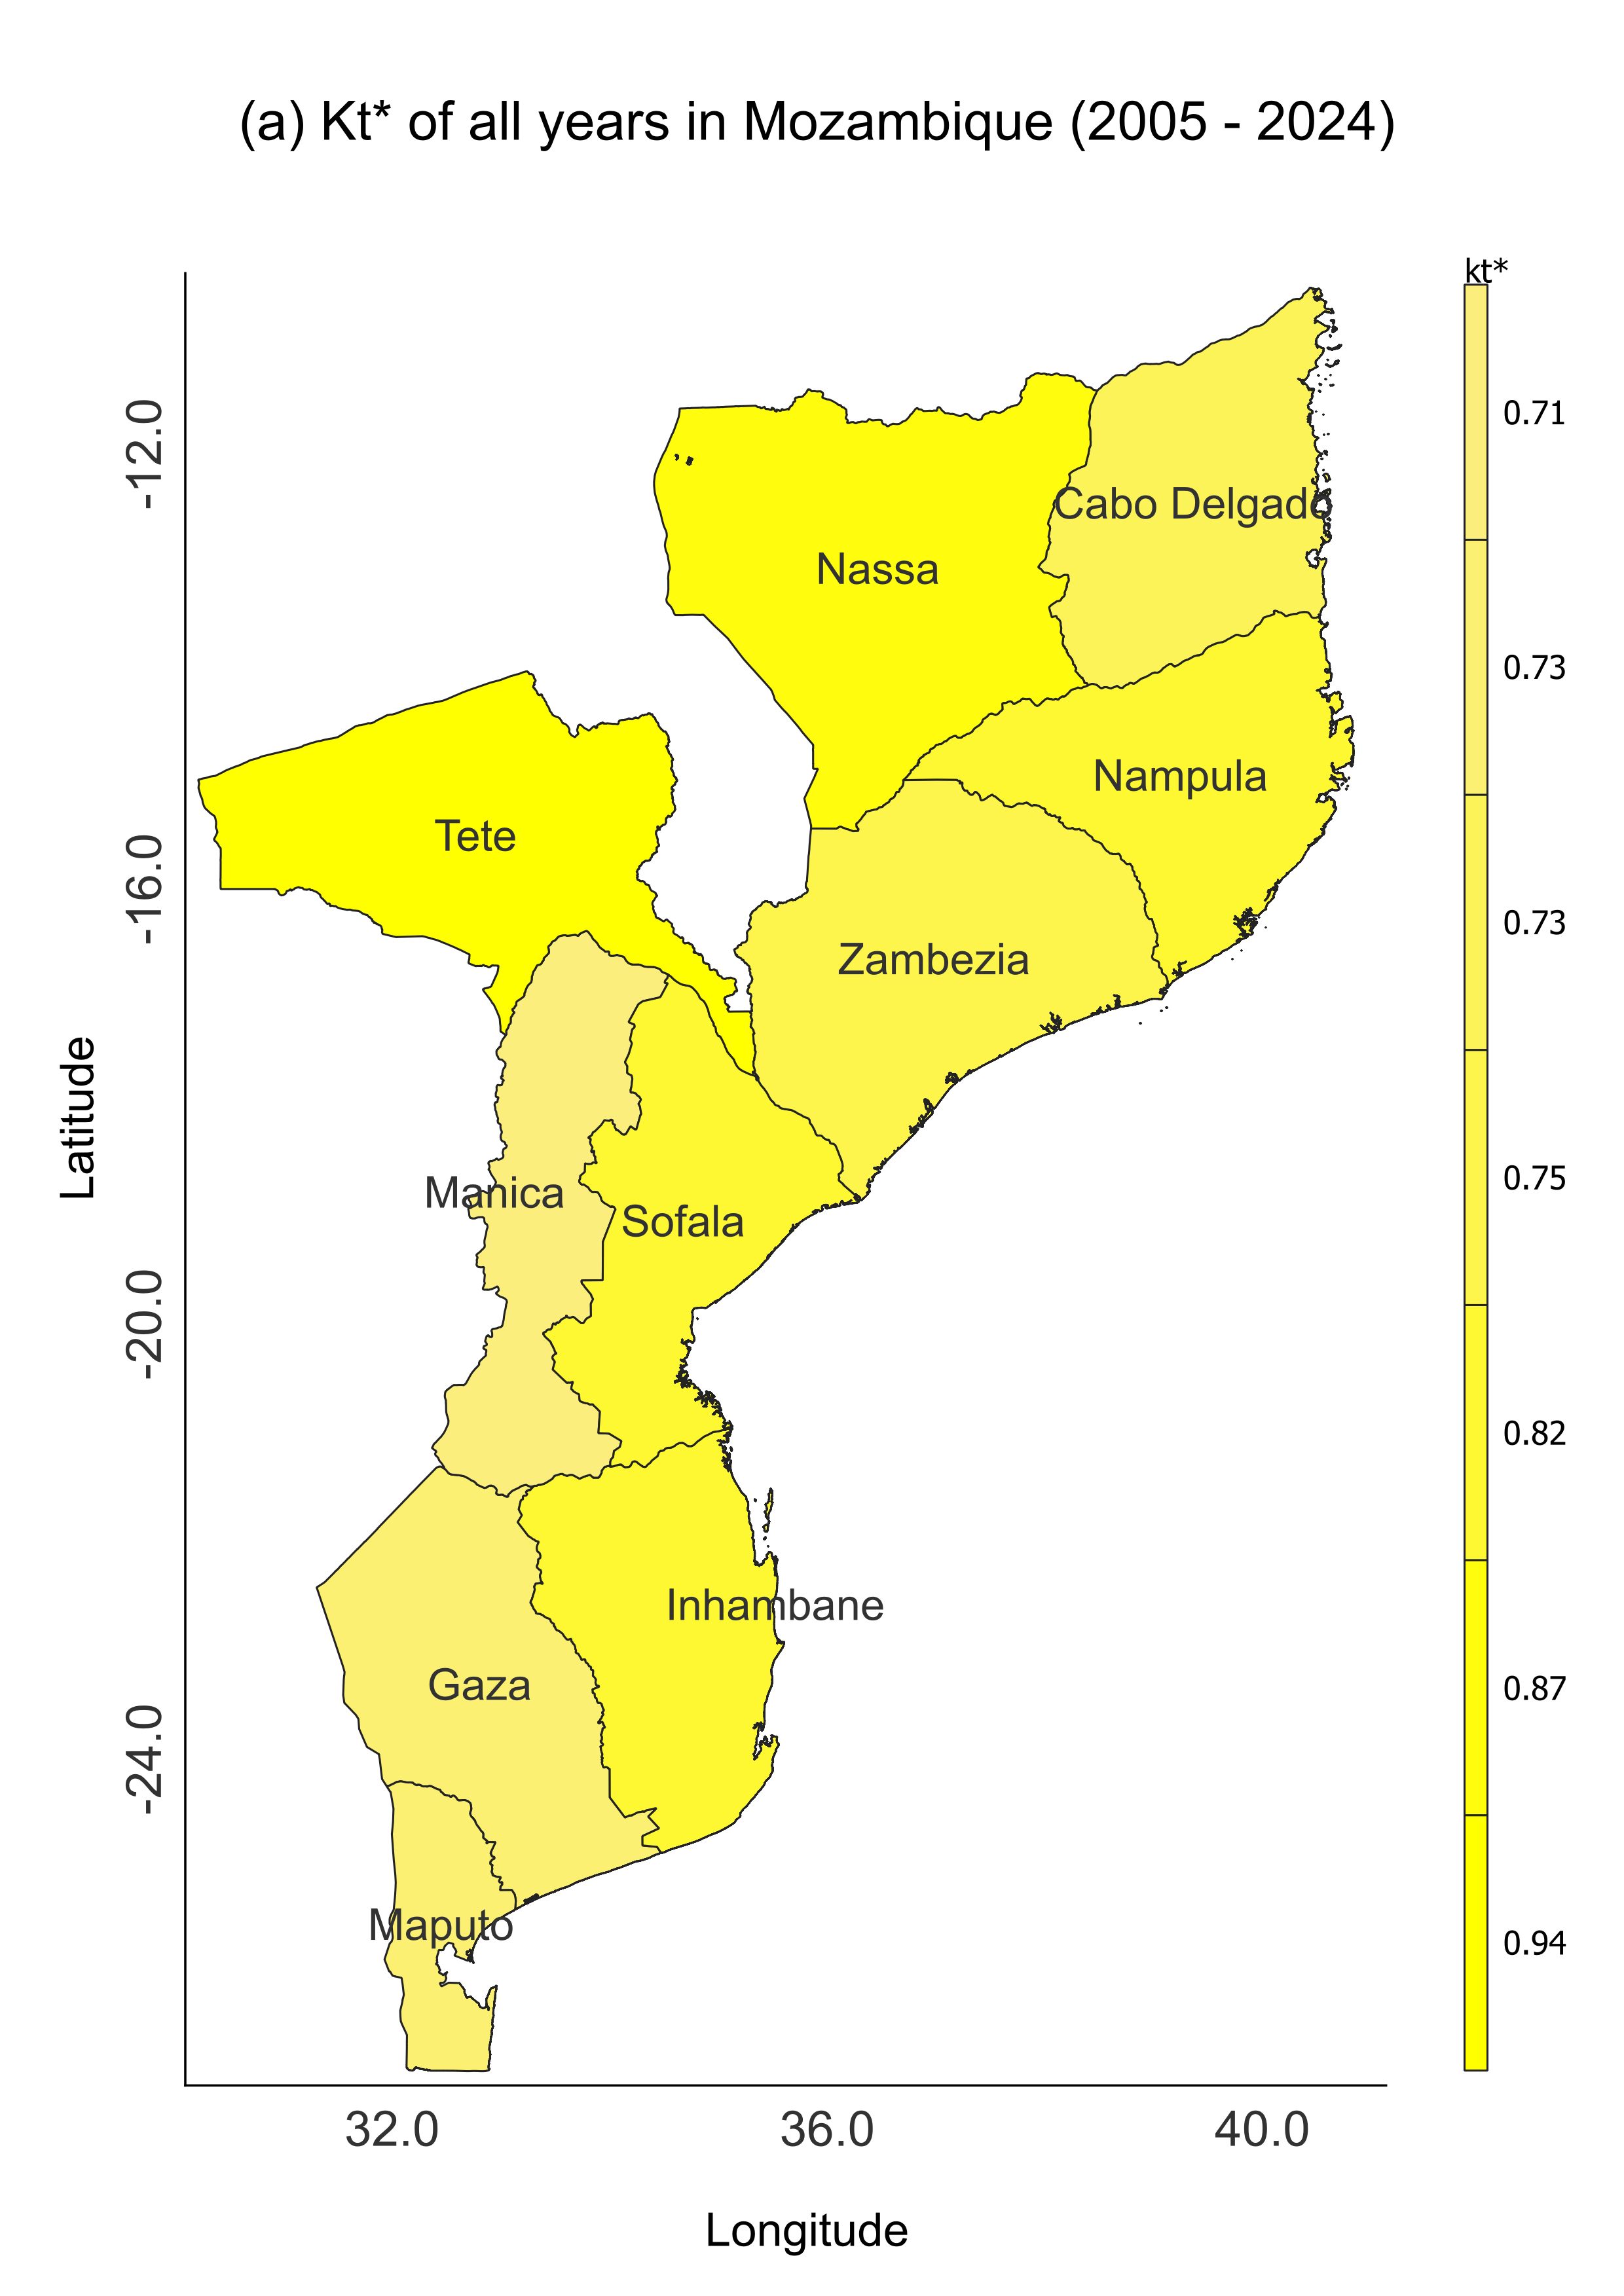 (a) Kt* of all years in Mozambique (2005 - 2024)
kt*
-12.0
0.71
Cabo Delgado
Nassa
0.73
Nampula
Tete
-16.0
0.73
Zambezia
Latitude
0.75
Manica
Sofala
-20.0
0.82
Inhambane
Gaza
0.87
-24.0
Maputo
0.94
32.0 36.0 40.0
Longitude